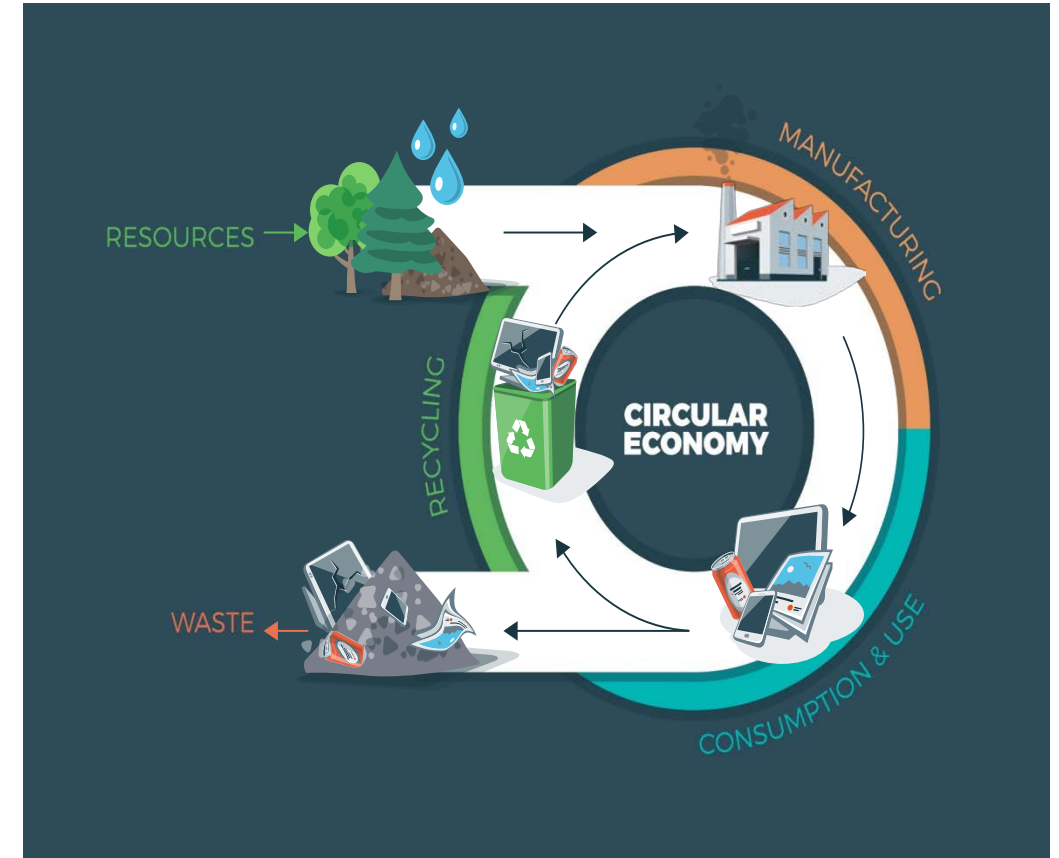 MANUFACTURING
RESOURCES
RECYCLING
CIRCULAR
ECONOMY
WASTE
CONSUMPTION & USE